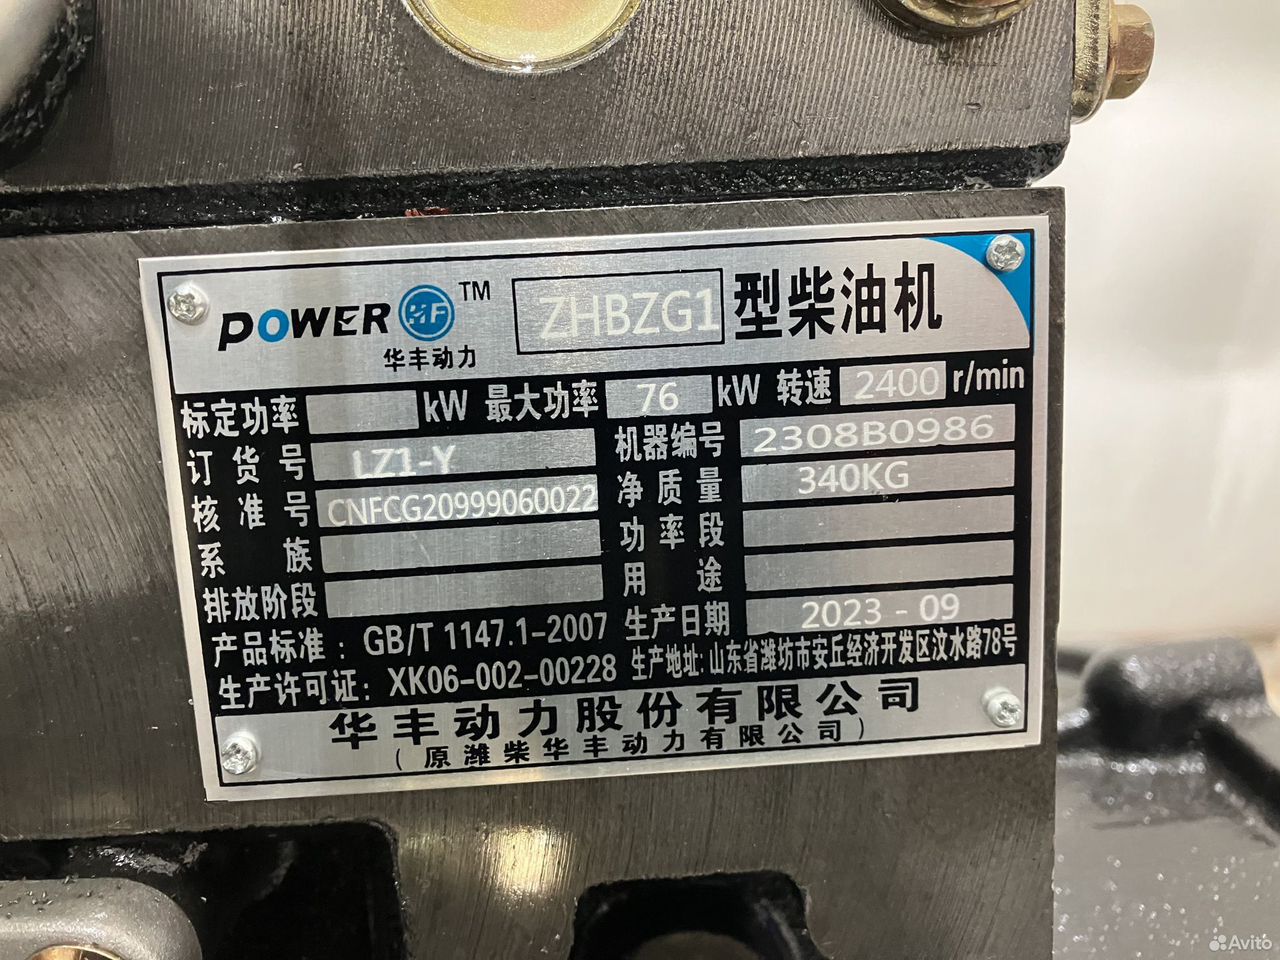 POWER HF TM ZHBZG1 型柴油机
华丰动力
标定功率 kW 最大功率 76 kW 转速 2400 r/min
订货号 LZ1-Y 机器编号 2308B0986
核准号 CNFCG20999060022 净质量 340KG
系族 功率段
排放阶段 用途
产品标准：GB/T 1147.1-2007 生产日期 2023-09
生产许可证：XK06-002-00228 生产地址：山东省潍坊市安丘经济开发区汶水路78号
华丰动力股份有限公司
（原潍柴华丰动力有限公司）
Avito